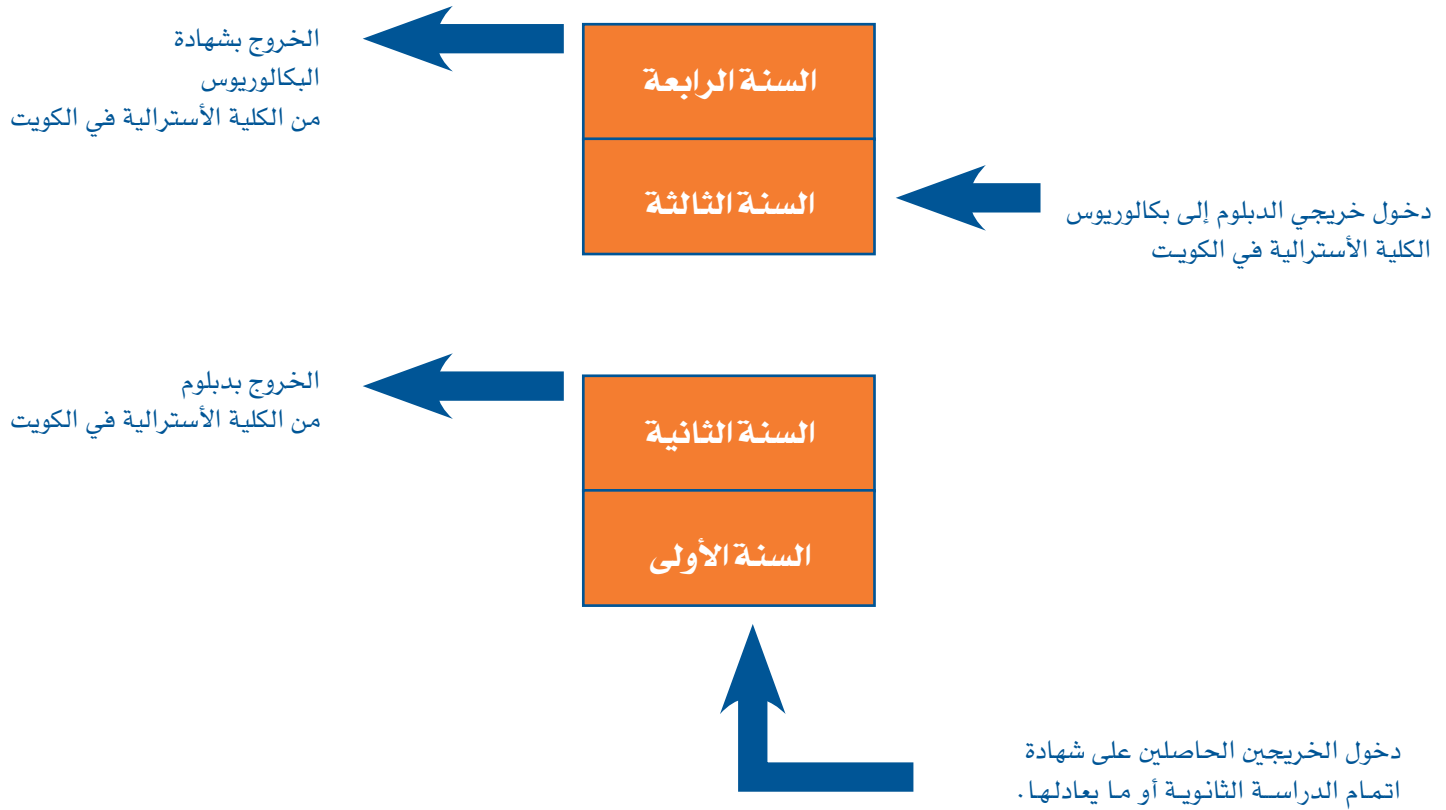 الخروج بشهادة
البكالوريوس
من الكلية الأسترالية في الكويت
السنة الرابعة
السنة الثالثة
دخول خريجي الدبلوم إلى بكالوريوس
الكلية الأسترالية في الكويت
الخروج بدبلوم
من الكلية الأسترالية في الكويت
السنة الثانية
السنة الأولى
دخول الخريجين الحاصلين على شهادة
اتمام الدراسة الثانوية أو ما يعادلها.